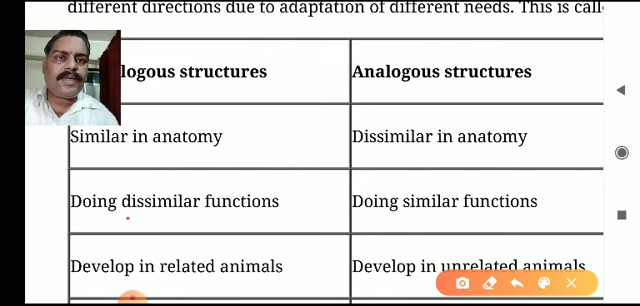 different directions due to adaptation of different needs. This is call
logous structures
Analogous structures
Similar in anatomy
Dissimilar in anatomy
Doing dissimilar functions
Doing similar functions
Develop in related animals
Develop in unrelated animals